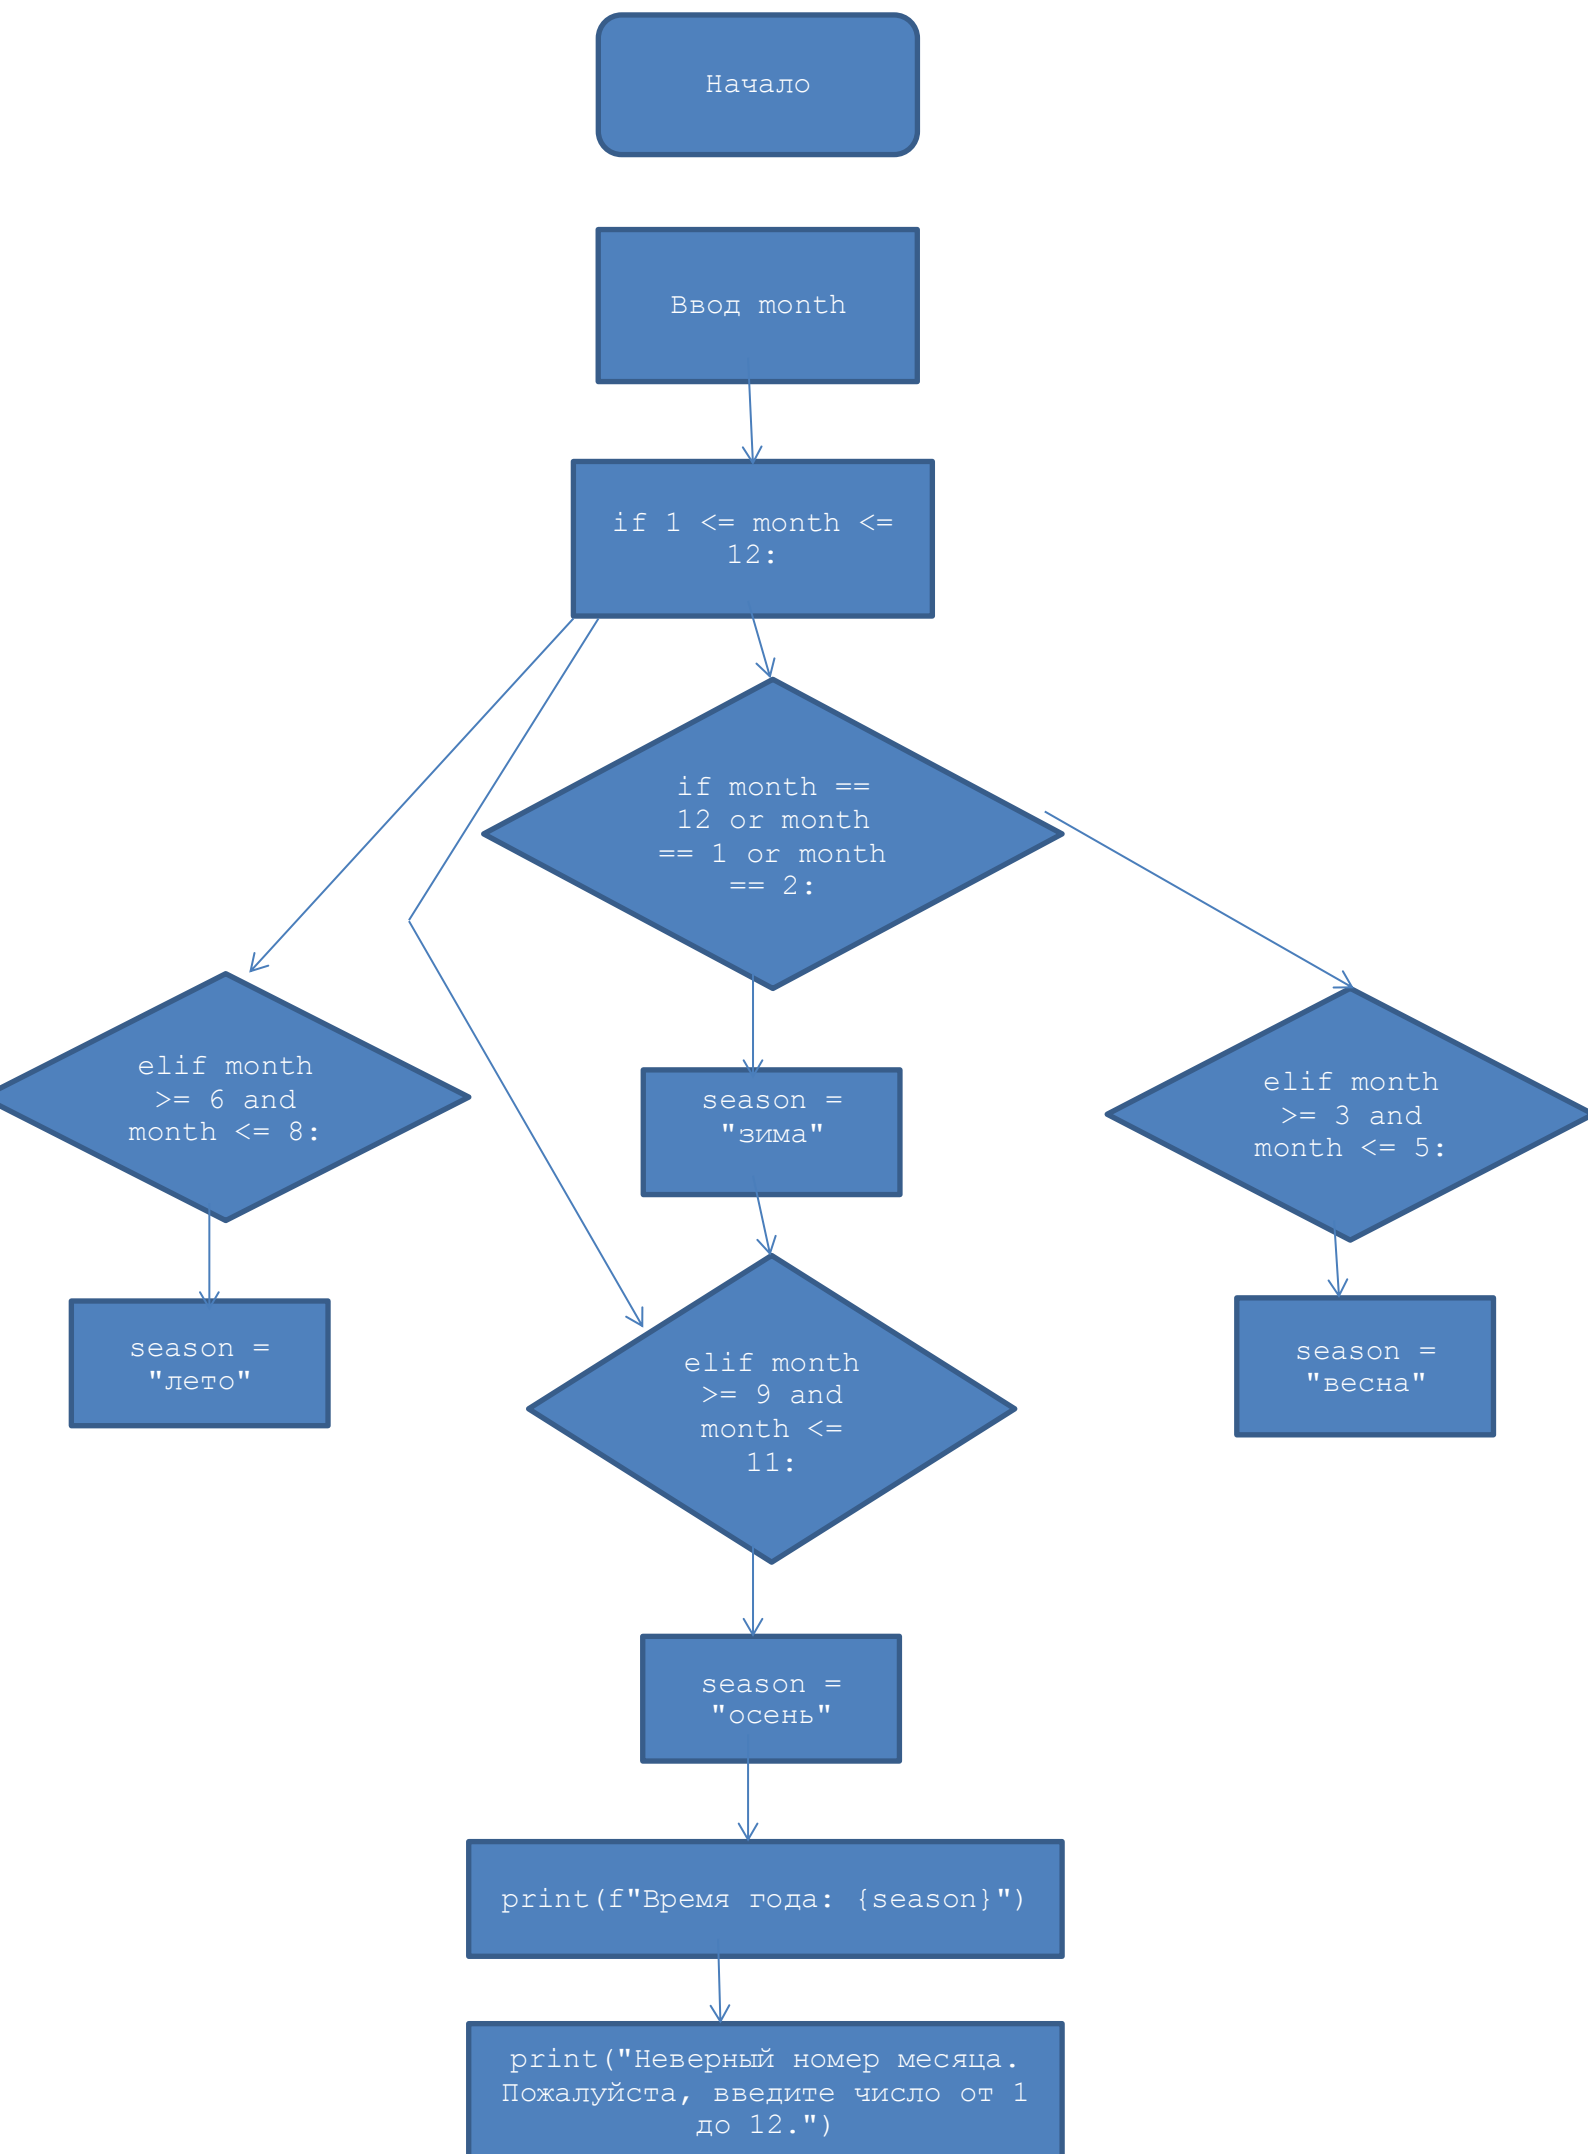 Начало
Ввод month
if 1 <= month <=
12:
if month ==
12 or month
== 1 or month
== 2:
elif month
>= 6 and
month <= 8:
elif month
>= 3 and
month <= 5:
season =
"зима"
season =
"лето"
season =
"весна"
elif month
>= 9 and
month <=
11:
season =
"осень"
print(f"Время года: {season}")
print("Неверный номер месяца.
Пожалуйста, введите число от 1
до 12.")